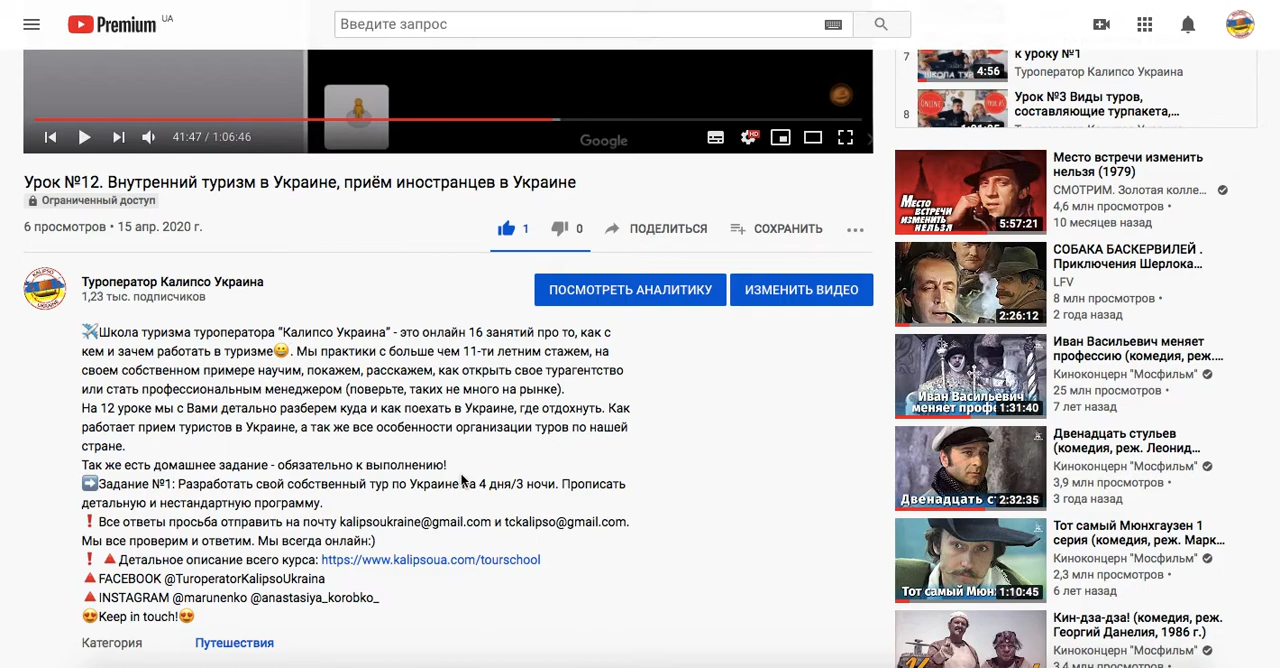 Premium UA
Введите запрос
41:47 / 1:06:46
HD
Google
Урок №12. Внутренний туризм в Украине, приём иностранцев в Украине
Ограниченный доступ
6 просмотров • 15 апр. 2020 г.
1
0
ПОДЕЛИТЬСЯ
СОХРАНИТЬ
Туроператор Калипсо Украина
1,23 тыс. подписчиков
ПОСМОТРЕТЬ АНАЛИТИКУ
ИЗМЕНИТЬ ВИДЕО
✈️Школа туризма туроператора "Калипсо Украина" - это онлайн 16 занятий про то, как с
кем и зачем работать в туризме😀. Мы практики с больше чем 11-ти летним стажем, на
своем собственном примере научим, покажем, расскажем, как открыть свое турагентство
или стать профессиональным менеджером (поверьте, таких не много на рынке).
На 12 уроке мы с Вами детально разберем куда и как поехать в Украине, где отдохнуть. Как
работает прием туристов в Украине, а так же все особенности организации туров по нашей
стране.
Так же есть домашнее задание - обязательно к выполнению!
➡️Задание №1: Разработать свой собственный тур по Украине на 4 дня/3 ночи. Прописать
детальную и нестандартную программу.
❗ Все ответы просьба отправить на почту kalipsoukraine@gmail.com и tckalipso@gmail.com.
Мы все проверим и ответим. Мы всегда онлайн:)
❗ 🔺Детальное описание всего курса: https://www.kalipsoua.com/tourschool
🔺FACEBOOK @TuroperatorKalipsoUkraina
🔺INSTAGRAM @marunenko @anastasiya_korobko_
😍Keep in touch!😍
Категория
Путешествия
7
4:56
к уроку №1
Туроператор Калипсо Украина
8
Урок №3 Виды туров,
составляющие турпакета,...
Место встречи изменить
нельзя (1979)
СМОТРИМ. Золотая колле...
4,6 млн просмотров •
10 месяцев назад
МЕСТО
ВСТРЕЧИ
ИЗМЕНИТЬ
НЕЛЬЗЯ
5:57:21
СОБАКА БАСКЕРВИЛЕЙ .
Приключения Шерлока...
LFV
8 млн просмотров •
2 года назад
2:26:12
Иван Васильевич меняет
профессию (комедия, реж....
Киноконцерн "Мосфильм"
25 млн просмотров •
7 лет назад
Иван Васильевич
меняет профе
1:31:40
Двенадцать стульев
(комедия, реж. Леонид...
Киноконцерн "Мосфильм"
3,9 млн просмотров •
3 года назад
Двенадцать с
2:32:35
Тот самый Мюнхгаузен 1
серия (комедия, реж. Марк...
Киноконцерн "Мосфильм"
2,3 млн просмотров •
6 лет назад
Тот самый Мюн
1:10:45
Кин-дза-дза! (комедия, реж.
Георгий Данелия, 1986 г.)
Киноконцерн "Мосфильм"
3,4 млн просмотров •